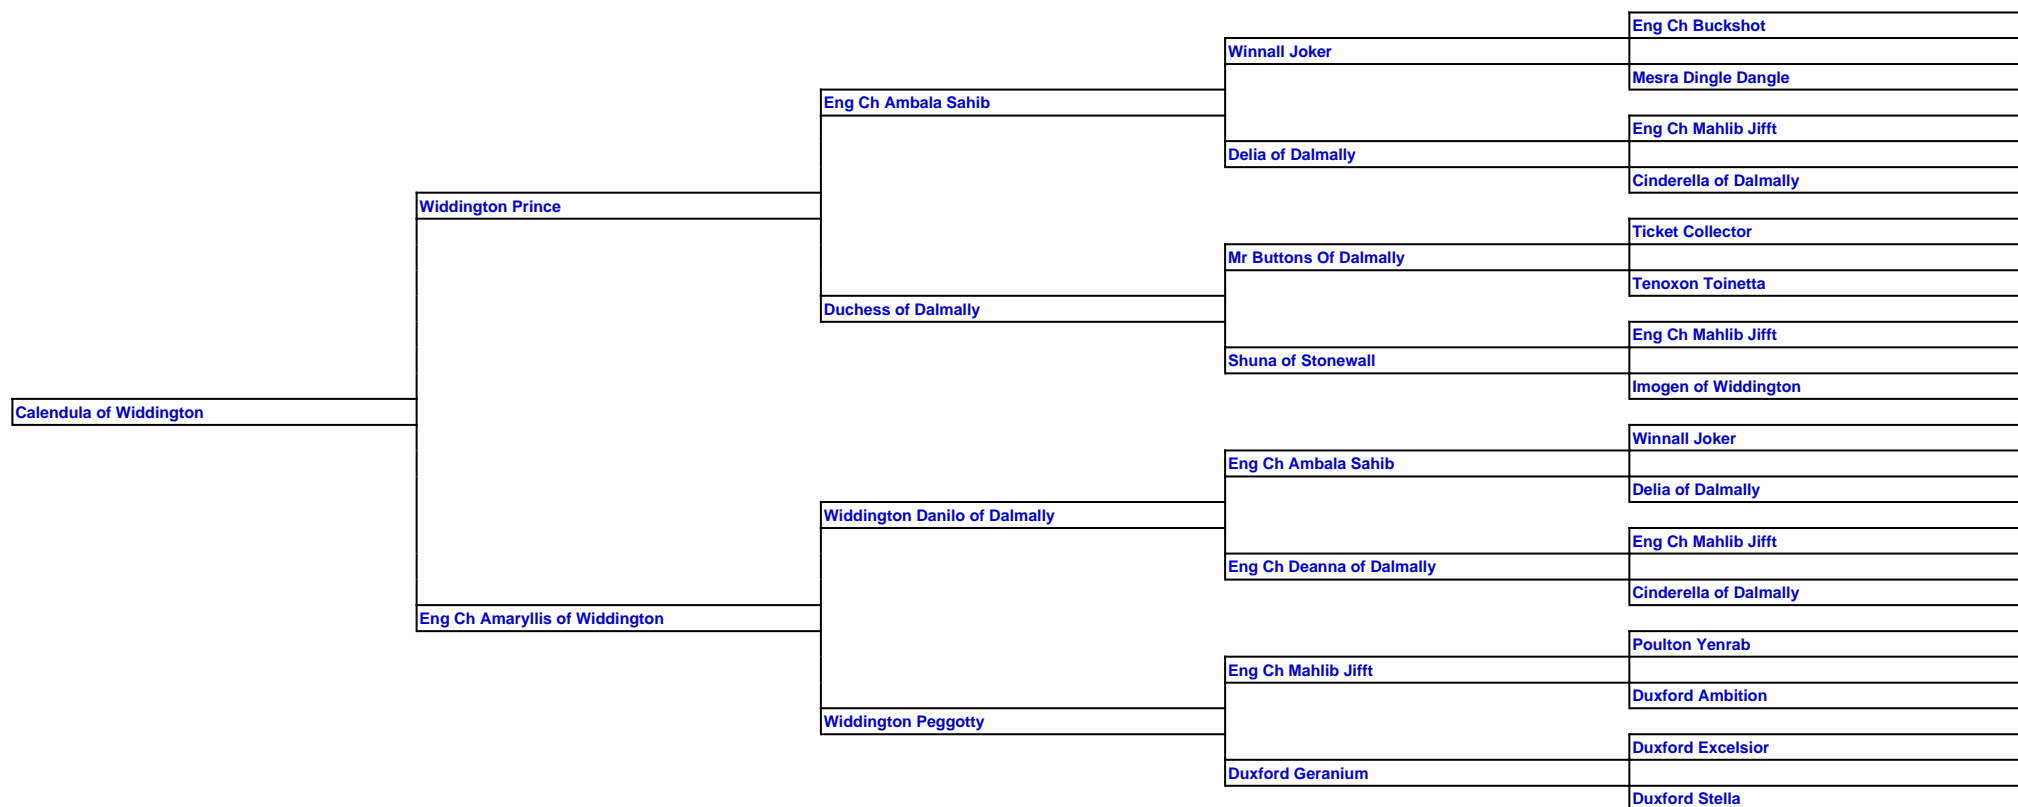 Eng Ch Buckshot
Winnall Joker
Mesra Dingle Dangle
Eng Ch Ambala Sahib
Eng Ch Mahlib Jifft
Delia of Dalmally
Cinderella of Dalmally
Widdington Prince
Ticket Collector
Mr Buttons Of Dalmally
Tenoxon Toinetta
Duchess of Dalmally
Eng Ch Mahlib Jifft
Shuna of Stonewall
Imogen of Widdington
Calendula of Widdington
Winnall Joker
Eng Ch Ambala Sahib
Delia of Dalmally
Widdington Danilo of Dalmally
Eng Ch Mahlib Jifft
Eng Ch Deanna of Dalmally
Cinderella of Dalmally
Eng Ch Amaryllis of Widdington
Poulton Yenrab
Eng Ch Mahlib Jifft
Duxford Ambition
Widdington Peggotty
Duxford Excelsior
Duxford Geranium
Duxford Stella